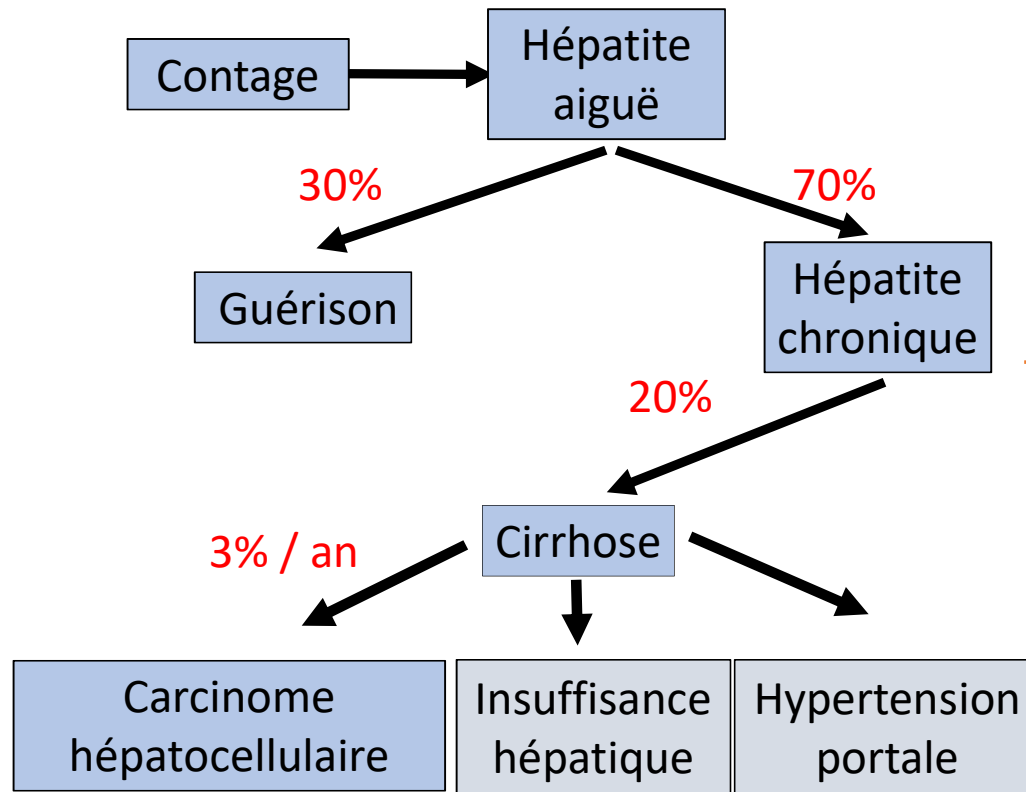 Contage
Hépatite
aiguë
30%
70%
Guérison
Hépatite
chronique
20%
Cirrhose
3% / an
Carcinome
hépatocellulaire
Insuffisance
hépatique
Hypertension
portale